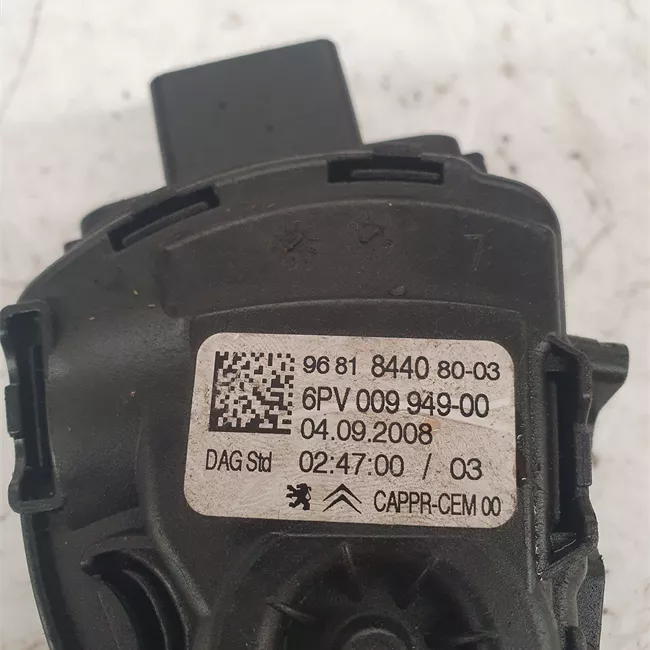 7
96 81 8440 80-03
6PV 009 949-00
04.09.2008
DAG Std 02:47:00 / 03
CAPPR-CEM 00